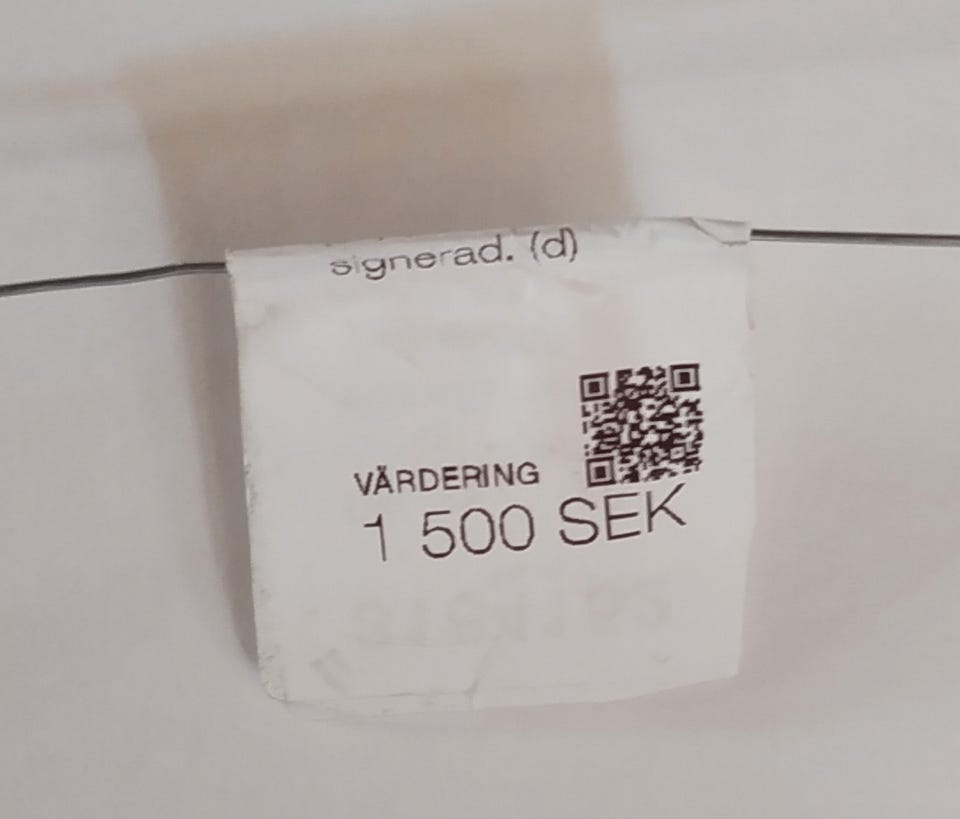 signerad. (d)
VÄRDERING
1 500 SEK